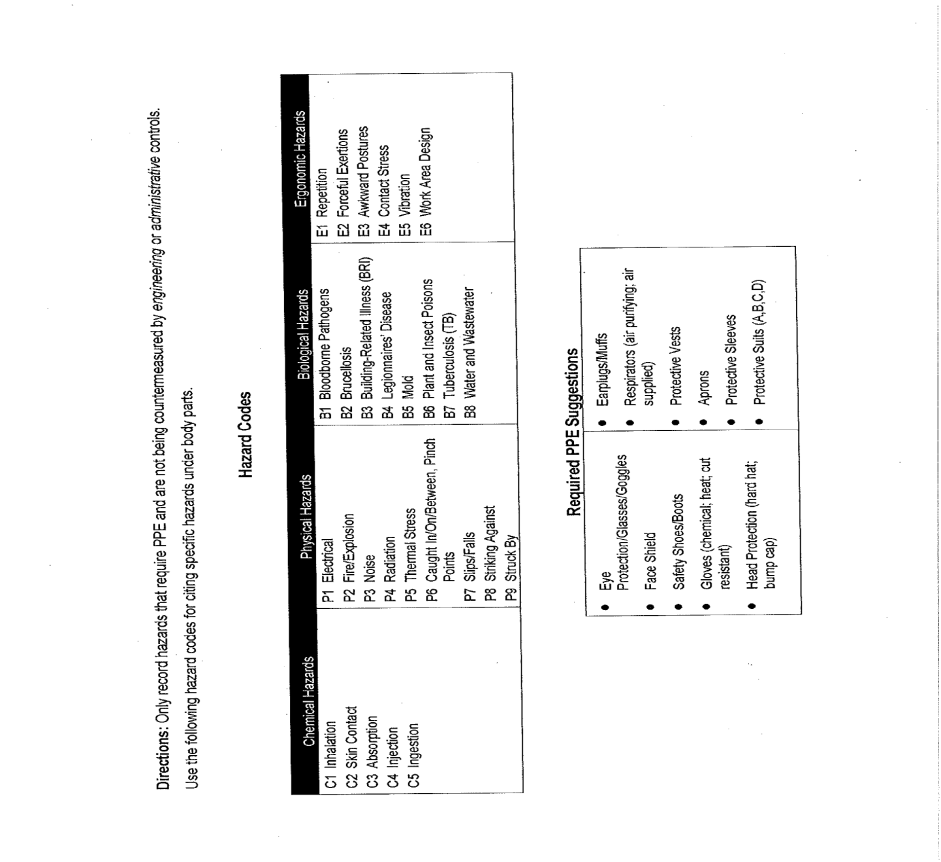 Directions: Only record hazards that require PPE and are not being countermeasured by engineering or administrative controls.
Use the following hazard codes for citing specific hazards under body parts.
Hazard Codes
Chemical Hazards
C1 Inhalation
C2 Skin Contact
C3 Absorption
C4 Injection
C5 Ingestion
Physical Hazards
P1 Electrical
P2 Fire/Explosion
P3 Noise
P4 Radiation
P5 Thermal Stress
P6 Caught In/On/Between, Pinch
Points
P7 Slips/Falls
P8 Striking Against
P9 Struck By
Biological Hazards
B1 Bloodborne Pathogens
B2 Brucellosis
B3 Building-Related Illness (BRI)
B4 Legionnaires' Disease
B5 Mold
B6 Plant and Insect Poisons
B7 Tuberculosis (TB)
B8 Water and Wastewater
Ergonomic Hazards
E1 Repetition
E2 Forceful Exertions
E3 Awkward Postures
E4 Contact Stress
E5 Vibration
E6 Work Area Design
Required PPE Suggestions
• Eye
Protection/Glasses/Goggles
• Face Shield
• Safety Shoes/Boots
• Gloves (chemical; heat; cut
resistant)
• Head Protection (hard hat;
bump cap)
• Earplugs/Muffs
• Respirators (air purifying; air
supplied)
• Protective Vests
• Aprons
• Protective Sleeves
• Protective Suits (A,B,C,D)